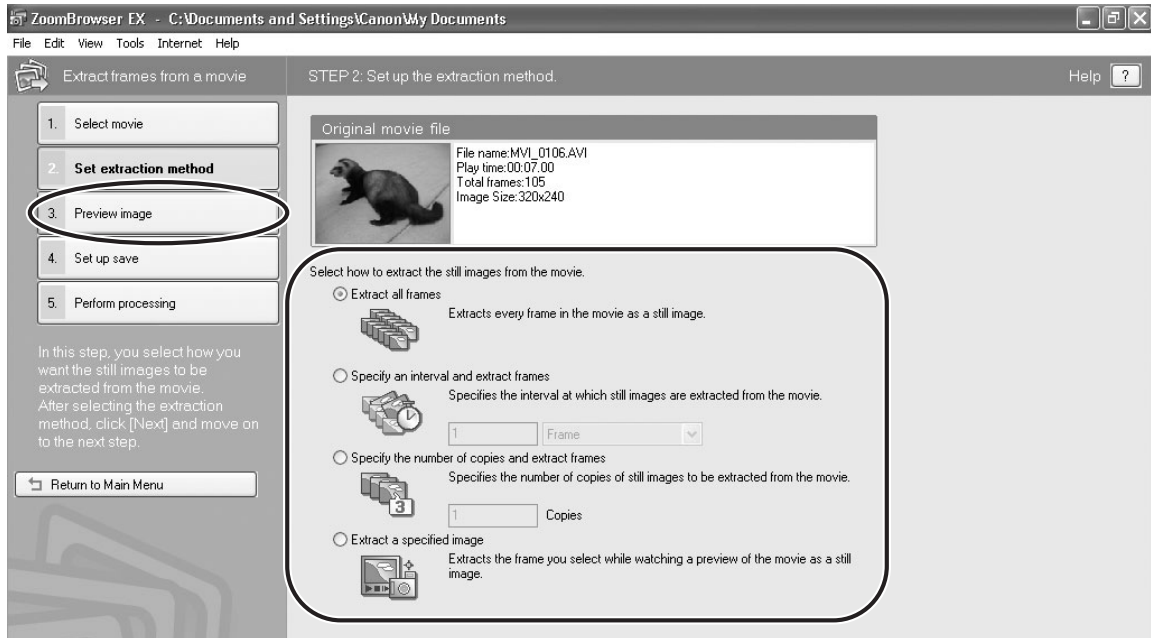 ZoomBrowser EX - C:\Documents and Settings\Canon\My Documents
File Edit View Tools Internet Help
Extract frames from a movie
STEP 2: Set up the extraction method.
Help ?
1. Select movie
2. Set extraction method
3. Preview image
4. Set up save
5. Perform processing
In this step, you select how you
want the still images to be
extracted from the movie.
After selecting the extraction
method, click [Next] and move on
to the next step.
Return to Main Menu
Original movie file
File name:MVI_0106.AVI
Play time:00:07.00
Total frames:105
Image Size:320x240
Select how to extract the still images from the movie.
Extract all frames
Extracts every frame in the movie as a still image.
Specify an interval and extract frames
Specifies the interval at which still images are extracted from the movie.
1 Frame
Specify the number of copies and extract frames
Specifies the number of copies of still images to be extracted from the movie.
3
1 Copies
Extract a specified image
Extracts the frame you select while watching a preview of the movie as a still
image.